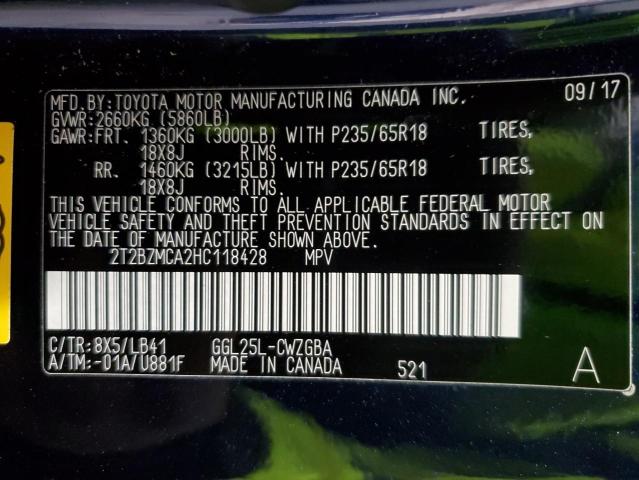 MFD.BY:TOYOTA MOTOR MANUFACTURING CANADA INC. 09/17
GVWR:2660KG (5860LB)
GAWR:FRT. 1360KG (3000LB) WITH P235/65R18 TIRES,
18X8J RIMS.
RR. 1460KG (3215LB) WITH P235/65R18 TIRES,
18X8J RIMS.
THIS VEHICLE CONFORMS TO ALL APPLICABLE FEDERAL MOTOR
VEHICLE SAFETY AND THEFT PREVENTION STANDARDS IN EFFECT ON
THE DATE OF MANUFACTURE SHOWN ABOVE.
2T2BZMCA2HC118428 MPV
C/TR:8X5/LB41 GGL25L-CWZGBA
A/TM:-01A/U881F MADE IN CANADA 521 A